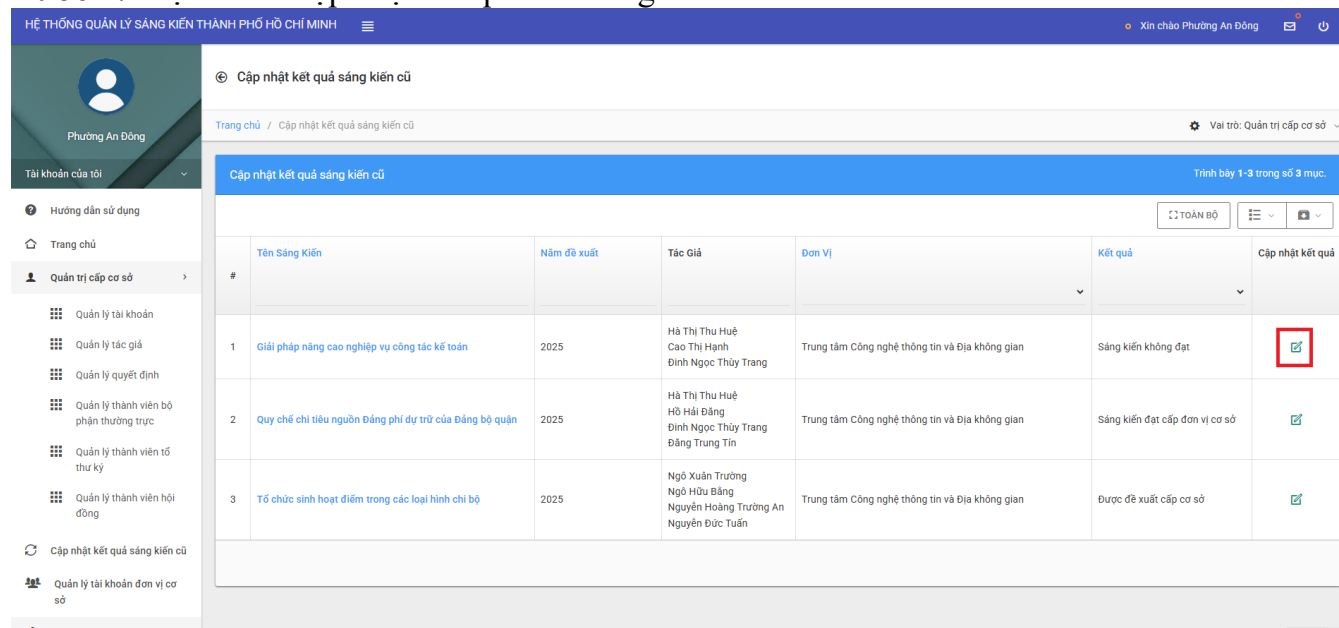 HỆ THỐNG QUẢN LÝ SÁNG KIẾN THÀNH PHỐ HỒ CHÍ MINH
Xin chào Phường An Đông
Phường An Đông
Tài khoản của tôi
Hướng dẫn sử dụng
Trang chủ
Quản trị cấp cơ sở
Quản lý tài khoản
Quản lý tác giả
Quản lý quyết định
Quản lý thành viên bộ
phận thường trực
Quản lý thành viên tổ
thư ký
Quản lý thành viên hội
đồng
Cập nhật kết quả sáng kiến cũ
Quản lý tài khoản đơn vị cơ
sở
Cập nhật kết quả sáng kiến cũ
Trang chủ / Cập nhật kết quả sáng kiến cũ
Vai trò: Quản trị cấp cơ sở
Cập nhật kết quả sáng kiến cũ
Trình bày 1-3 trong số 3 mục.
TOÀN BỘ
# Tên Sáng Kiến Năm đề xuất Tác Giả Đơn Vị Kết quả Cập nhật kết quả
1 Giải pháp nâng cao nghiệp vụ công tác kế toán 2025
Hà Thị Thu Huệ
Cao Thị Hạnh
Đinh Ngọc Thùy Trang
Trung tâm Công nghệ thông tin và Địa không gian
Sáng kiến không đạt
2 Quy chế chi tiêu nguồn Đảng phí dự trữ của Đảng bộ quận 2025
Hà Thị Thu Huệ
Hồ Hải Đăng
Đinh Ngọc Thùy Trang
Đặng Trung Tín
Trung tâm Công nghệ thông tin và Địa không gian
Sáng kiến đạt cấp đơn vị cơ sở
3 Tổ chức sinh hoạt điểm trong các loại hình chi bộ 2025
Ngô Xuân Trường
Ngô Hữu Bằng
Nguyễn Hoàng Trường An
Nguyễn Đức Tuấn
Trung tâm Công nghệ thông tin và Địa không gian
Được đề xuất cấp cơ sở